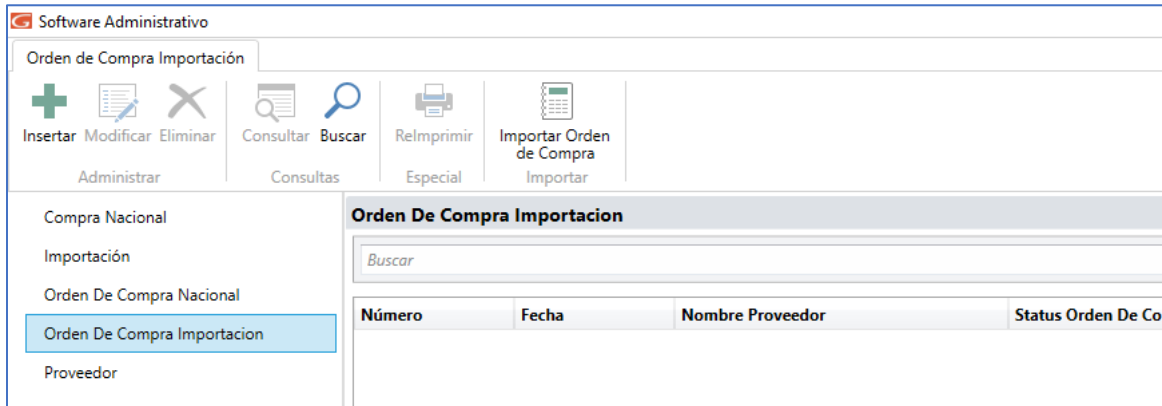 Software Administrativo
Orden de Compra Importación
Insertar Modificar Eliminar Consultar Buscar ReImprimir Importar Orden
de Compra
Administrar Consultas Especial Importar
Compra Nacional
Importación
Orden De Compra Nacional
Orden De Compra Importacion
Proveedor
Orden De Compra Importacion
Buscar
Número Fecha Nombre Proveedor Status Orden De Co